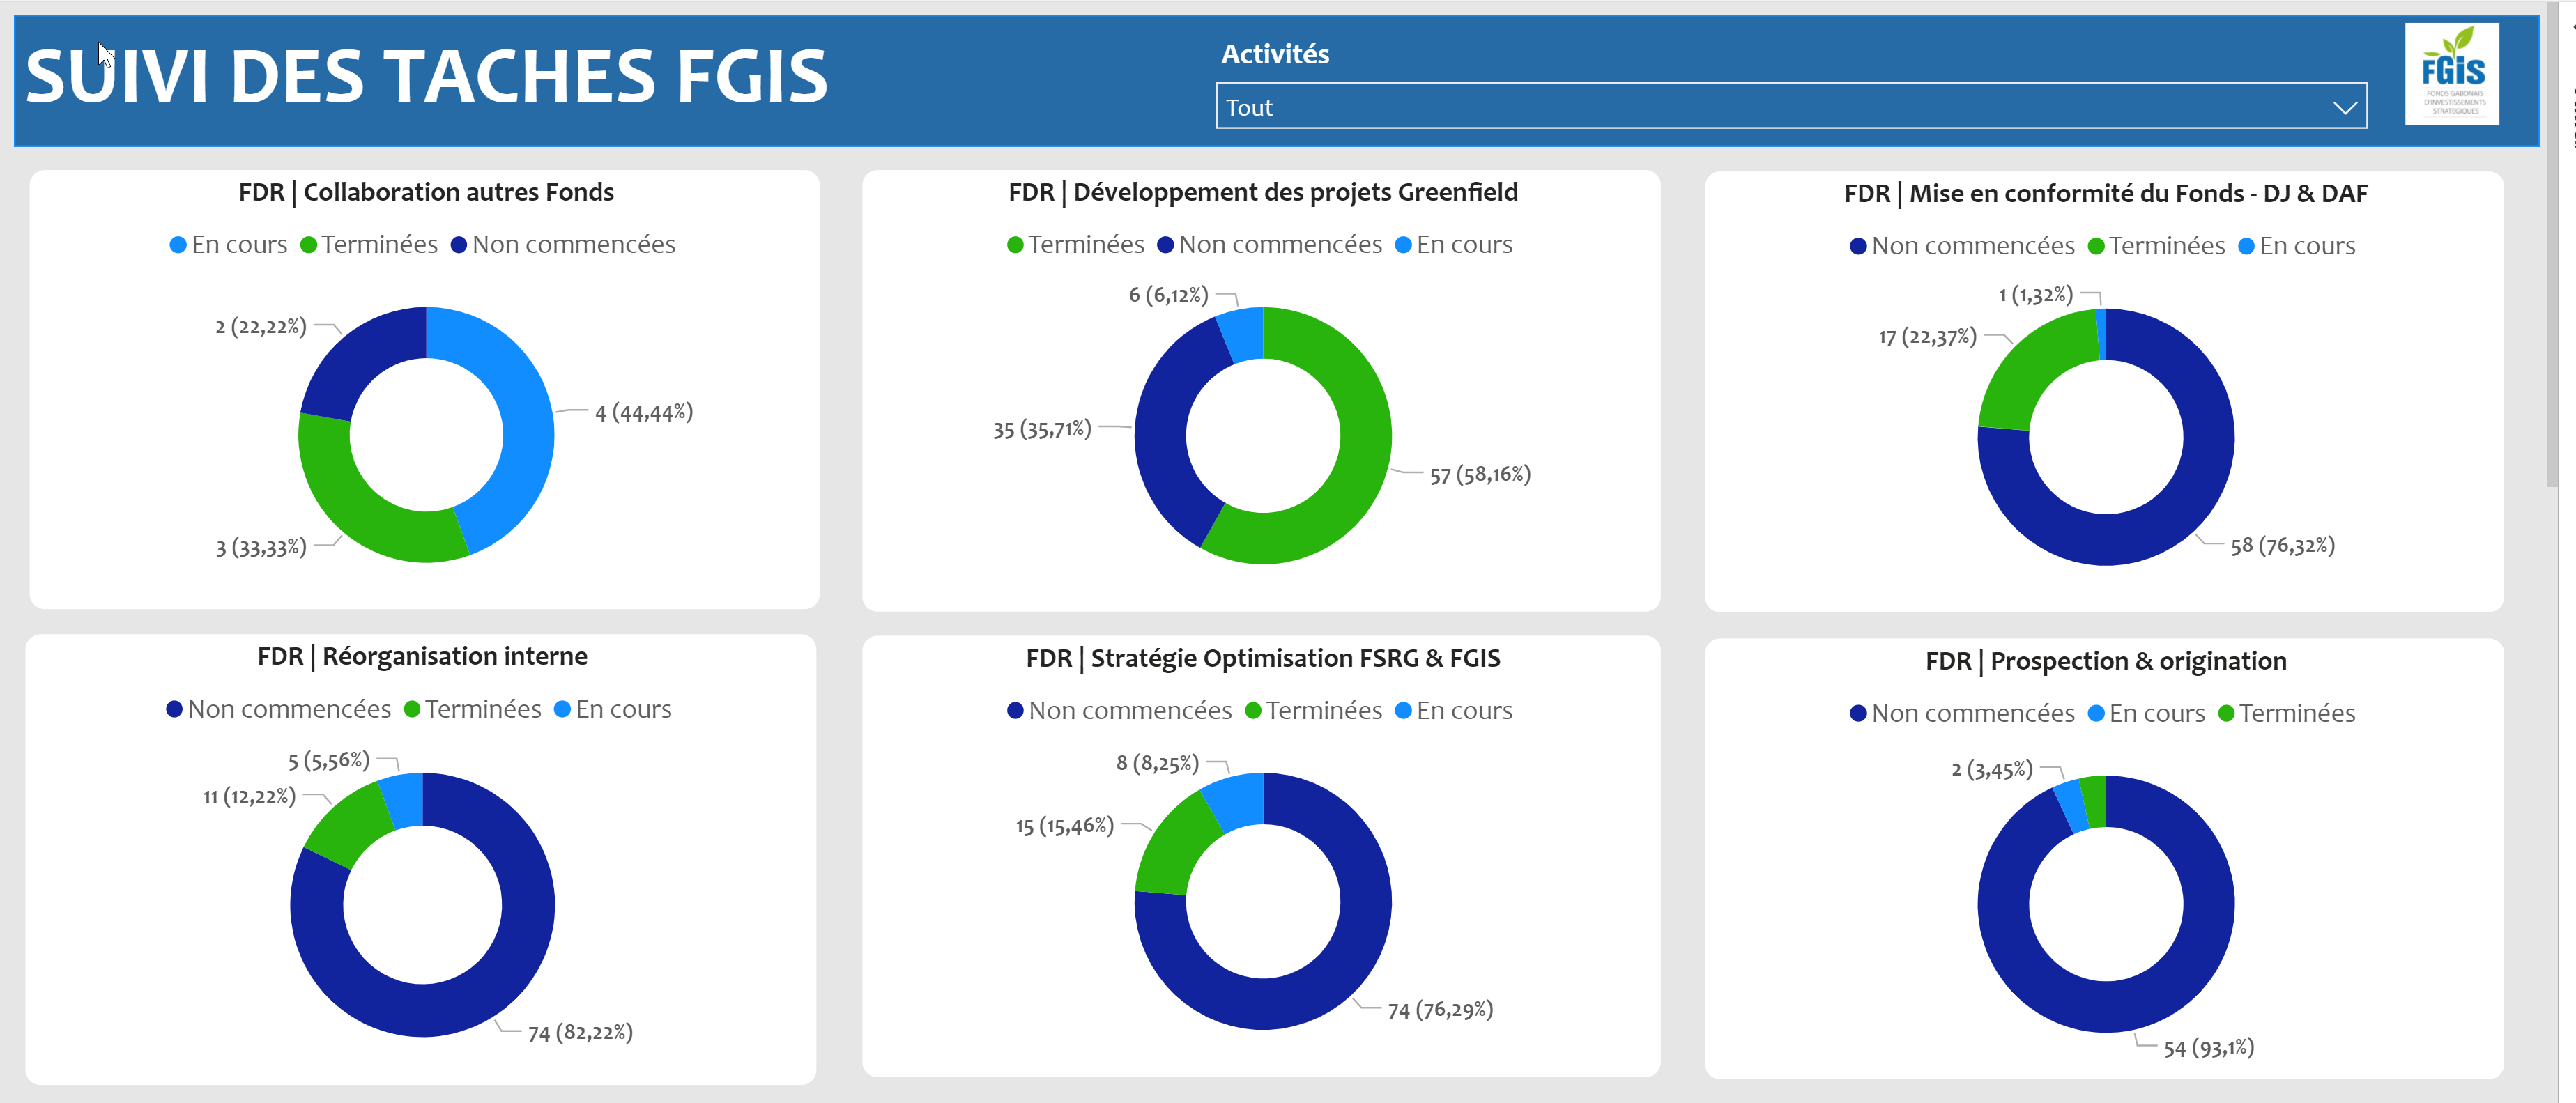 SUIVI DES TACHES FGIS
Activités
Tout
FGiS
FONDS GABONAIS
D'INVESTISSEMENTS
STRATEGIQUES
FDR | Collaboration autres Fonds
En cours Terminées Non commencées
2 (22,22%)
4 (44,44%)
3 (33,33%)
FDR | Développement des projets Greenfield
Terminées Non commencées En cours
6 (6,12%)
35 (35,71%)
57 (58,16%)
FDR | Mise en conformité du Fonds - DJ & DAF
Non commencées Terminées En cours
1 (1,32%)
17 (22,37%)
58 (76,32%)
FDR | Réorganisation interne
Non commencées Terminées En cours
5 (5,56%)
11 (12,22%)
74 (82,22%)
FDR | Stratégie Optimisation FSRG & FGIS
Non commencées Terminées En cours
8 (8,25%)
15 (15,46%)
74 (76,29%)
FDR | Prospection & origination
Non commencées En cours Terminées
2 (3,45%)
54 (93,1%)